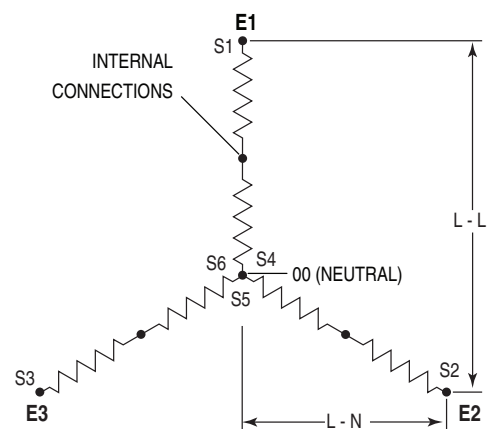 E1
S1
INTERNAL
CONNECTIONS
L - L
S6
S4
00 (NEUTRAL)
S5
S3
S2
E3
L - N
E2